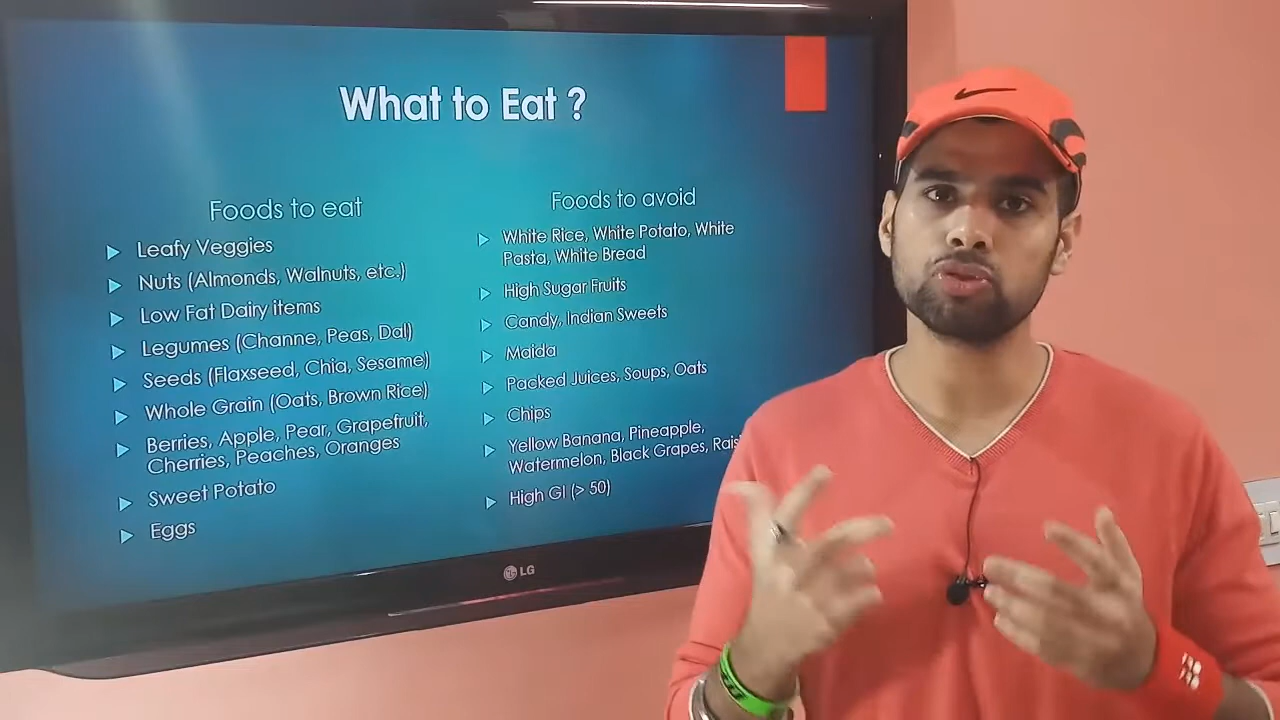 What to Eat ?
Foods to eat
Leafy Veggies
Nuts (Almonds, Walnuts, etc.)
Low Fat Dairy items
Legumes (Channe, Peas, Dal)
Seeds (Flaxseed, Chia, Sesame)
Whole Grain (Oats, Brown Rice)
Berries, Apple, Pear, Grapefruit,
Cherries, Peaches, Oranges
Sweet Potato
Eggs
Foods to avoid
White Rice, White Potato, White
Pasta, White Bread
High Sugar Fruits
Candy, Indian Sweets
Maida
Packed Juices, Soups, Oats
Chips
Yellow Banana, Pineapple,
Watermelon, Black Grapes, Rais
High GI (> 50)
LG